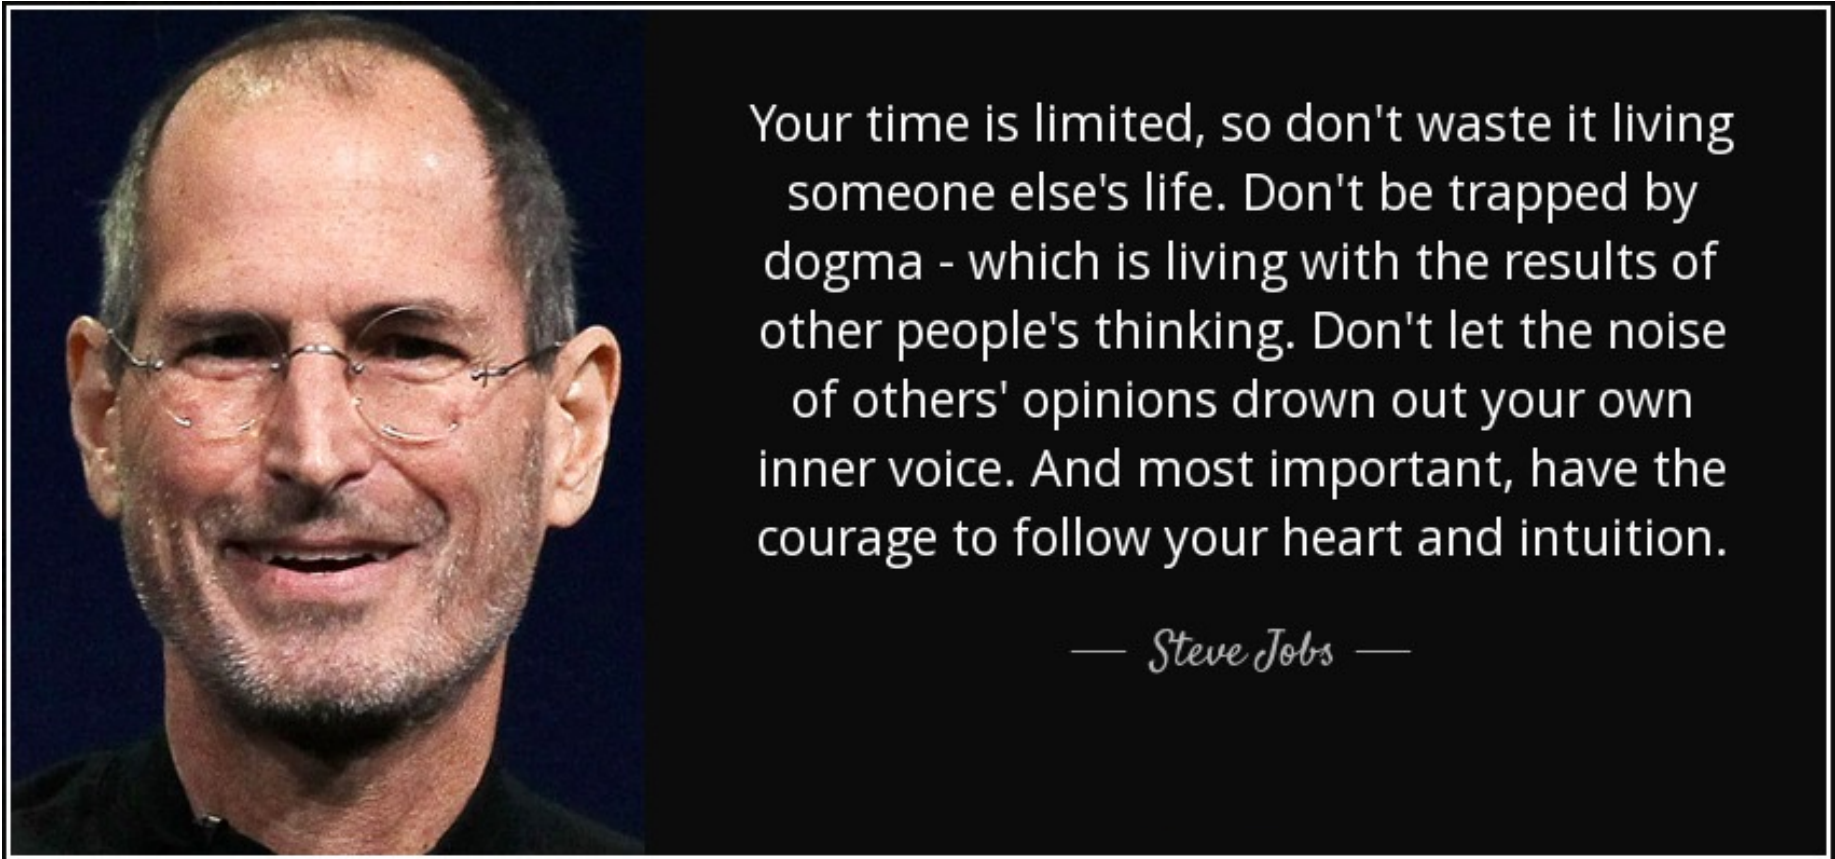 Your time is limited, so don't waste it living
someone else's life. Don't be trapped by
dogma - which is living with the results of
other people's thinking. Don't let the noise
of others' opinions drown out your own
inner voice. And most important, have the
courage to follow your heart and intuition.
— Steve Jobs —